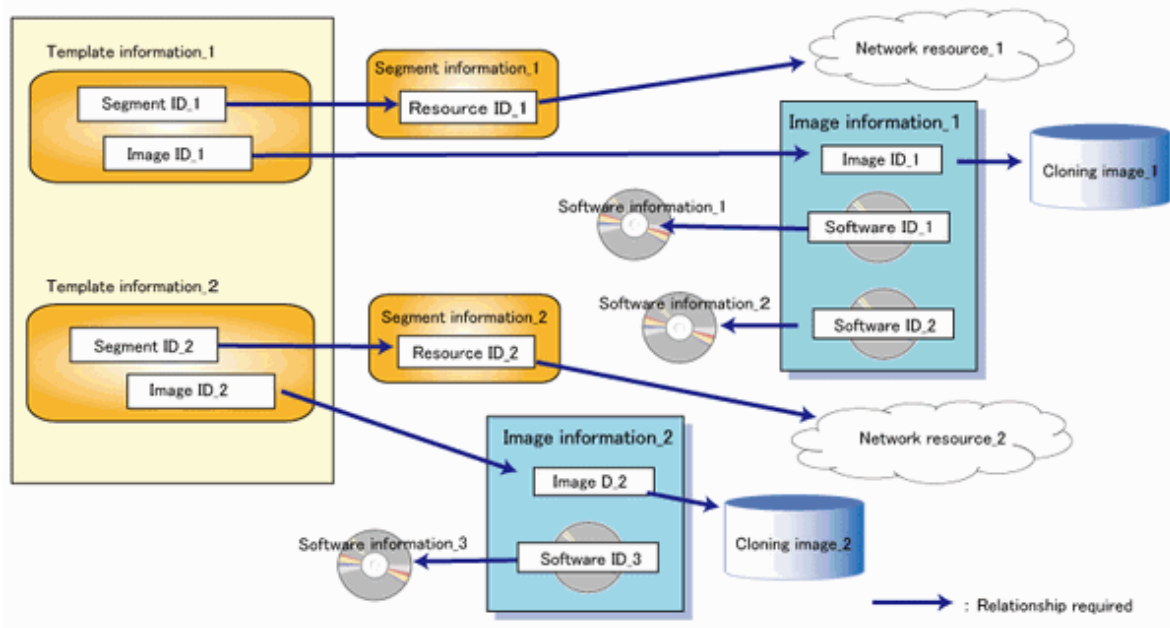 Template information_1
Segment ID_1
Image ID_1
Segment information_1
Resource ID_1
Network resource_1
Image information_1
Image ID_1
Software ID_1
Software ID_2
Cloning image_1
Software information_1
Software information_2
Template information_2
Segment ID_2
Image ID_2
Segment information_2
Resource ID_2
Network resource_2
Image information_2
Image D_2
Software ID_3
Cloning image_2
Software information_3
: Relationship required